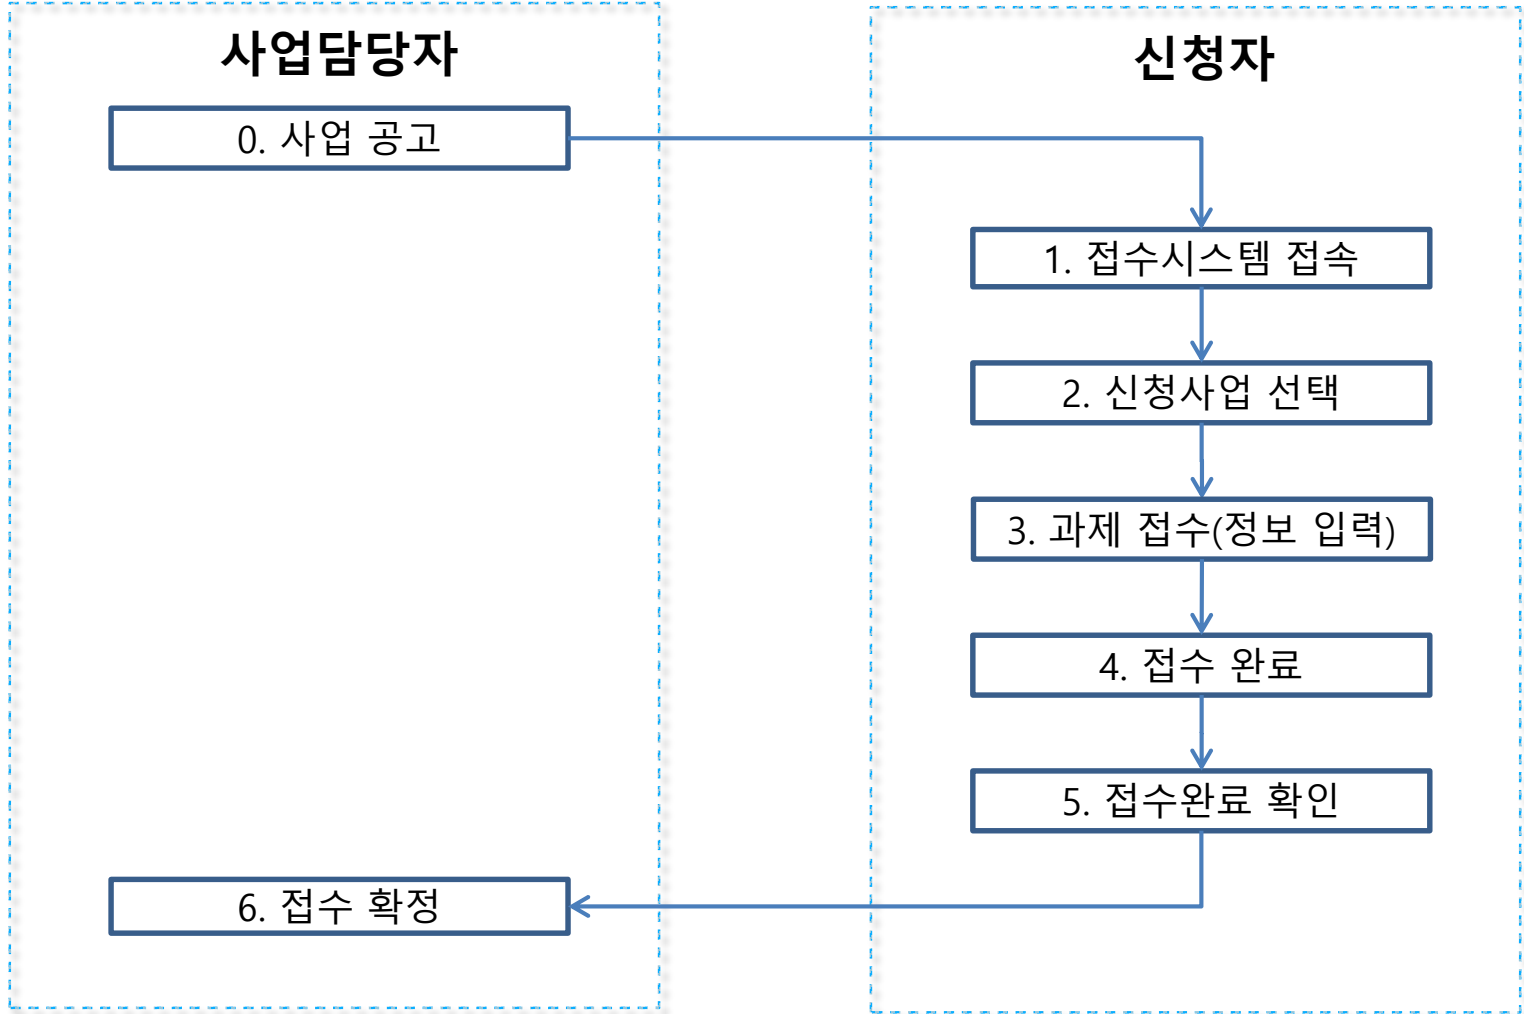 사업담당자
신청자
0. 사업 공고
1. 접수시스템 접속
2. 신청사업 선택
3. 과제 접수(정보 입력)
4. 접수 완료
5. 접수완료 확인
6. 접수 확정